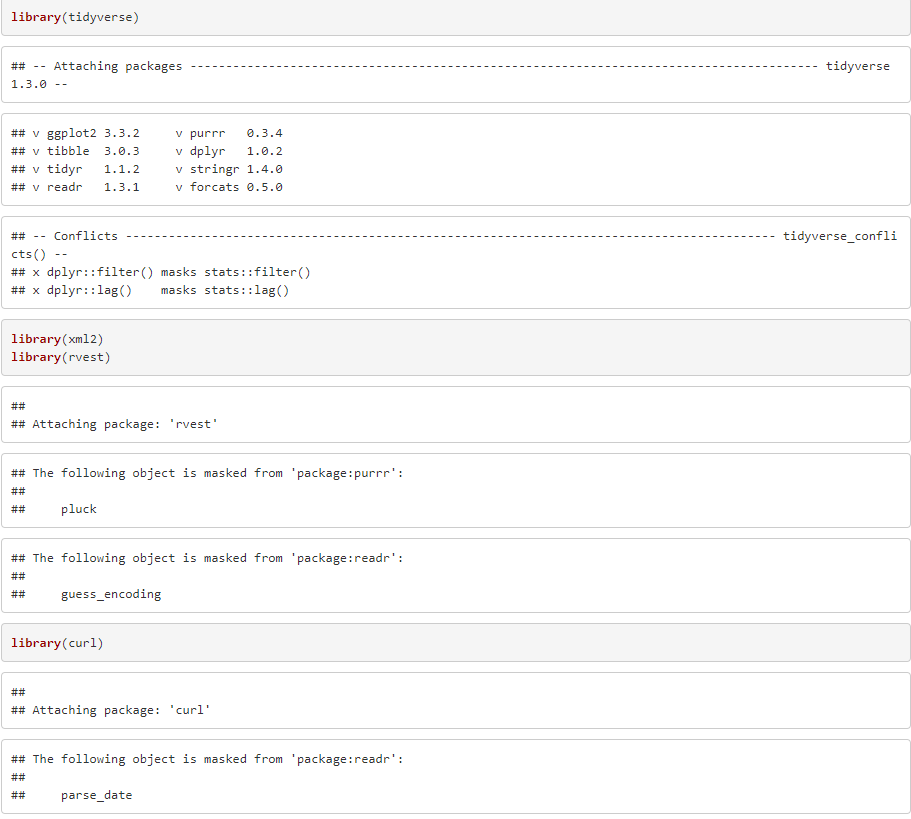 library(tidyverse)
## -- Attaching packages ---------------------------------------------------------------------------------------- tidyverse
1.3.0 --
## v ggplot2 3.3.2     v purrr   0.3.4
## v tibble  3.0.3     v dplyr   1.0.2
## v tidyr   1.1.2     v stringr 1.4.0
## v readr   1.3.1     v forcats 0.5.0
## -- Conflicts ------------------------------------------------------------------------------------------- tidyverse_confli
cts() --
## x dplyr::filter() masks stats::filter()
## x dplyr::lag()    masks stats::lag()
library(xml2)
library(rvest)
##
## Attaching package: 'rvest'
## The following object is masked from 'package:purrr':
##
##     pluck
## The following object is masked from 'package:readr':
##
##     guess_encoding
library(curl)
##
## Attaching package: 'curl'
## The following object is masked from 'package:readr':
##
##     parse_date